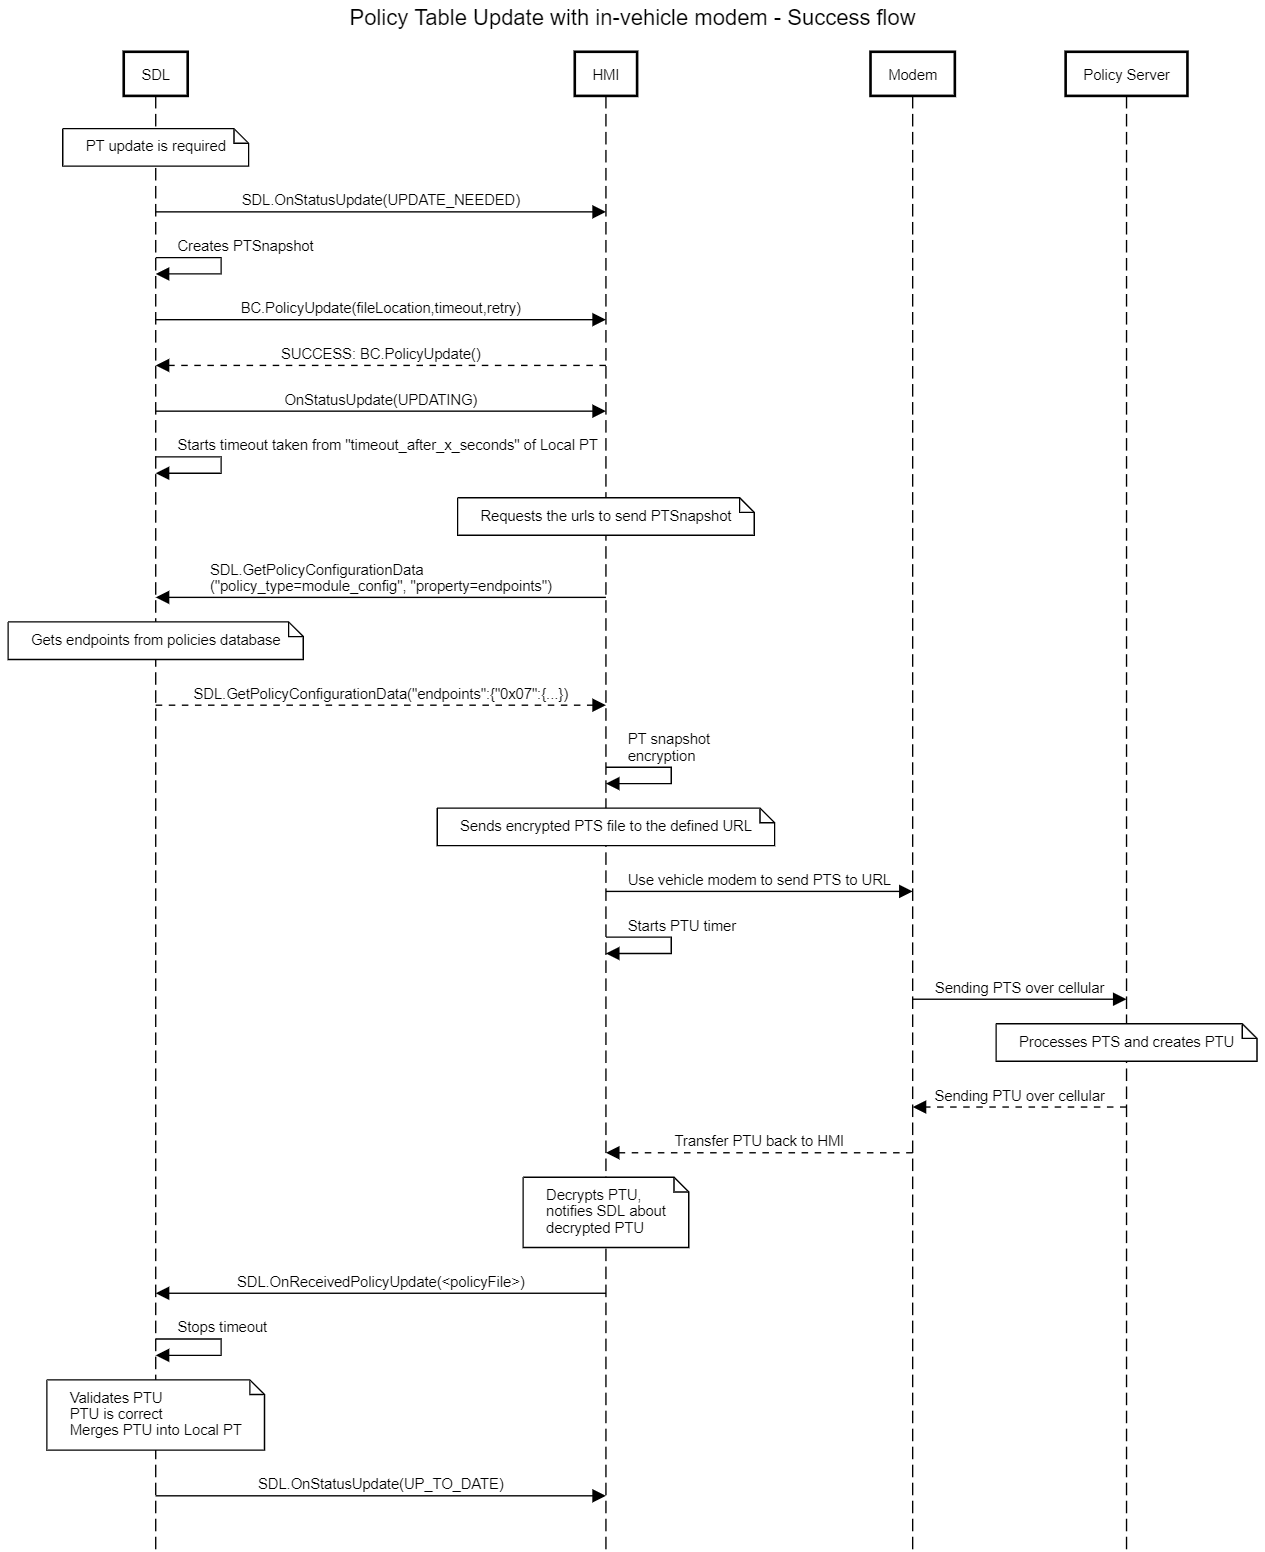 Policy Table Update with in-vehicle modem - Success flow
SDL
HMI
Modem
Policy Server
PT update is required
SDL.OnStatusUpdate(UPDATE_NEEDED)
Creates PTSnapshot
BC.PolicyUpdate(fileLocation,timeout,retry)
SUCCESS: BC.PolicyUpdate()
OnStatusUpdate(UPDATING)
Starts timeout taken from "timeout_after_x_seconds" of Local PT
Requests the urls to send PTSnapshot
SDL.GetPolicyConfigurationData
("policy_type=module_config", "property=endpoints")
Gets endpoints from policies database
SDL.GetPolicyConfigurationData("endpoints":{"0x07":{...})
PT snapshot
encryption
Sends encrypted PTS file to the defined URL
Use vehicle modem to send PTS to URL
Starts PTU timer
Sending PTS over cellular
Processes PTS and creates PTU
Sending PTU over cellular
Transfer PTU back to HMI
Decrypts PTU,
notifies SDL about
decrypted PTU
SDL.OnReceivedPolicyUpdate(<policyFile>)
Stops timeout
Validates PTU
PTU is correct
Merges PTU into Local PT
SDL.OnStatusUpdate(UP_TO_DATE)